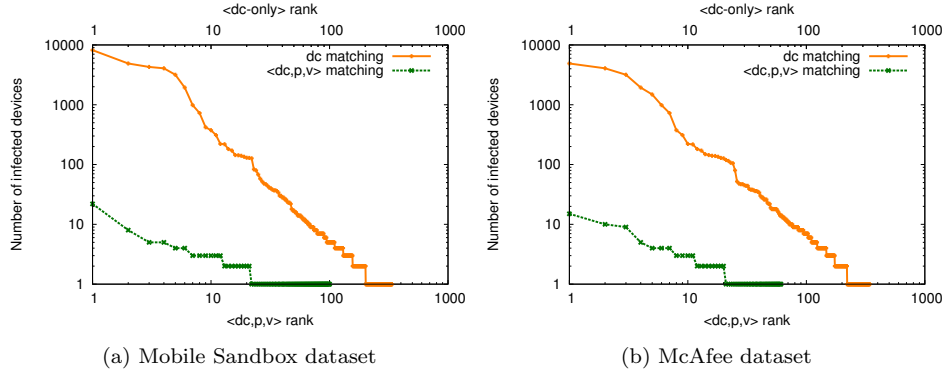 <dc-only> rank
1 10 100 1000
10000
1000
100
10
1
Number of infected devices
dc matching
<dc,p,v> matching
1 10 100 1000
<dc,p,v> rank
(a) Mobile Sandbox dataset
<dc-only> rank
1 10 100 1000
10000
1000
100
10
1
Number of infected devices
dc matching
<dc,p,v> matching
1 10 100 1000
<dc,p,v> rank
(b) McAfee dataset